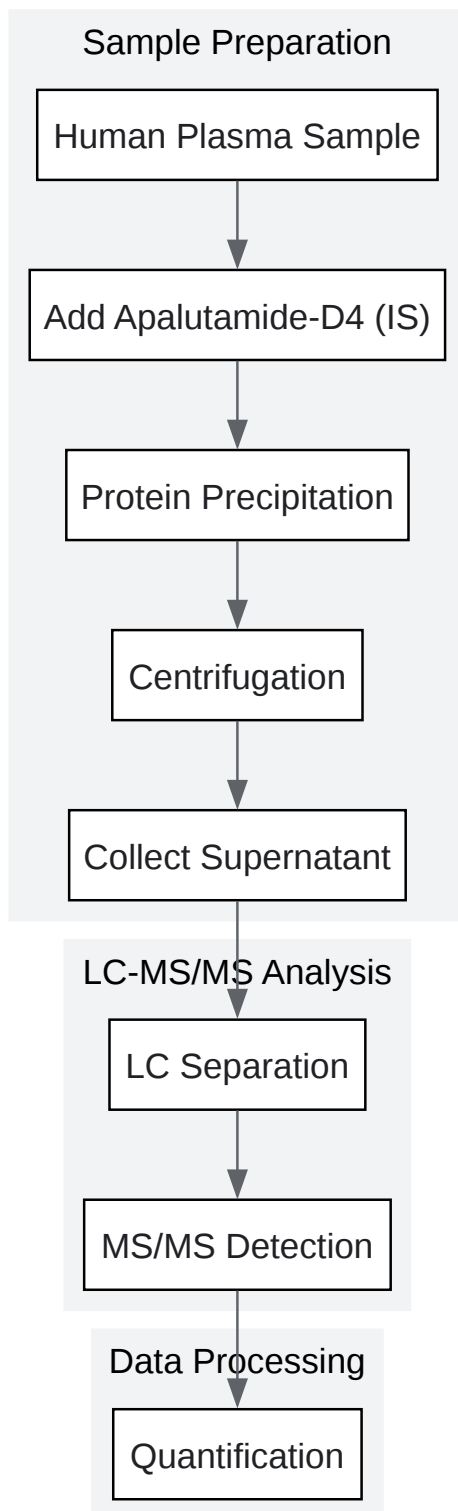 Sample Preparation
Human Plasma Sample
Add Apalutamide-D4 (IS)
Protein Precipitation
Centrifugation
Collect Supernatant
LC-MS/MS Analysis
LC Separation
MS/MS Detection
Data Processing
Quantification